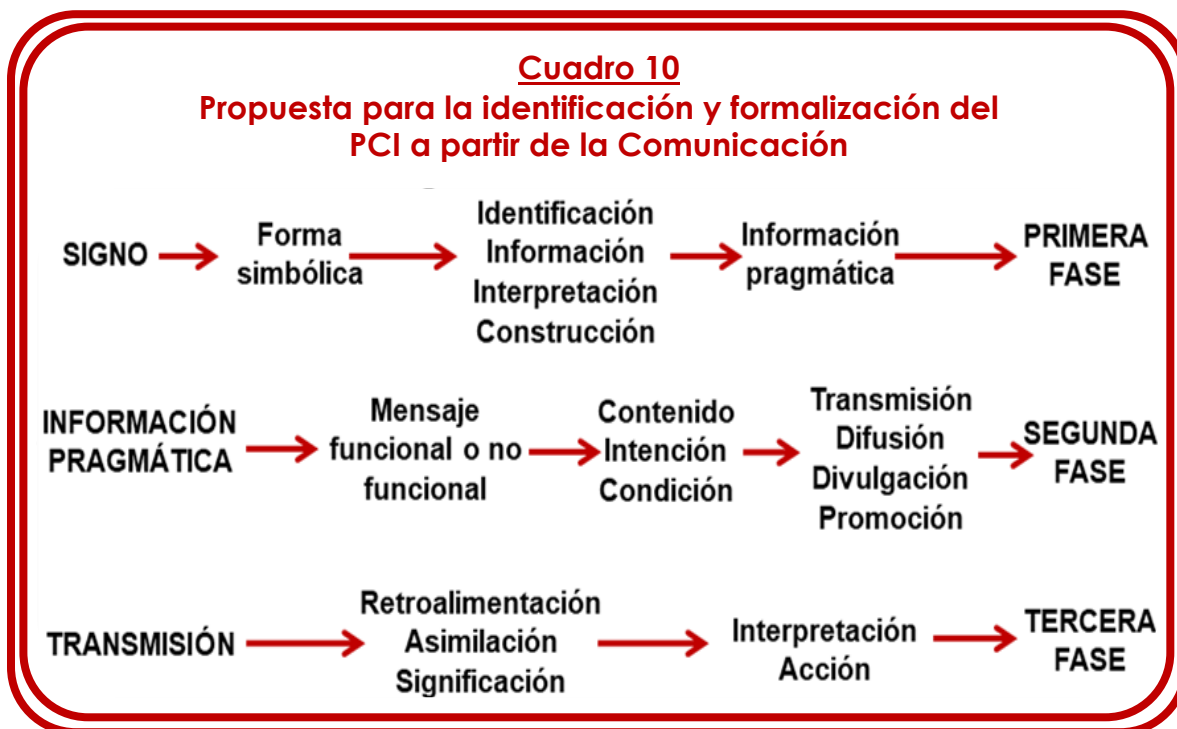 Cuadro 10
Propuesta para la identificación y formalización del
PCI a partir de la Comunicación
SIGNO
Forma
simbólica
Identificación
Información
Interpretación
Construcción
Información
pragmática
PRIMERA
FASE
INFORMACIÓN
PRAGMÁTICA
Mensaje
funcional o no
funcional
Contenido
Intención
Condición
Transmisión
Difusión
Divulgación
Promoción
SEGUNDA
FASE
TRANSMISIÓN
Retroalimentación
Asimilación
Significación
Interpretación
Acción
TERCERA
FASE